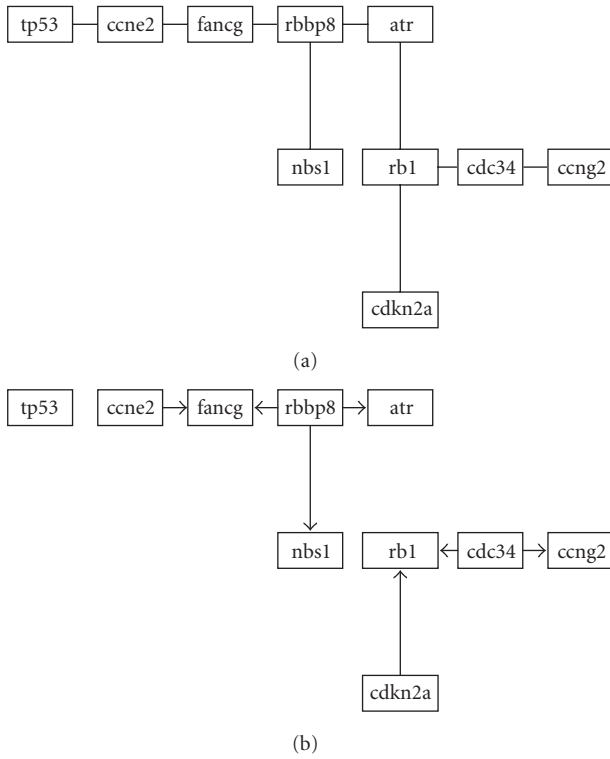 tp53 ccne2 fancg rbbp8 atr
nbs1 rb1 cdc34 ccng2
cdkn2a
(a)
tp53 ccne2 fancg rbbp8 atr
nbs1 rb1 cdc34 ccng2
cdkn2a
(b)